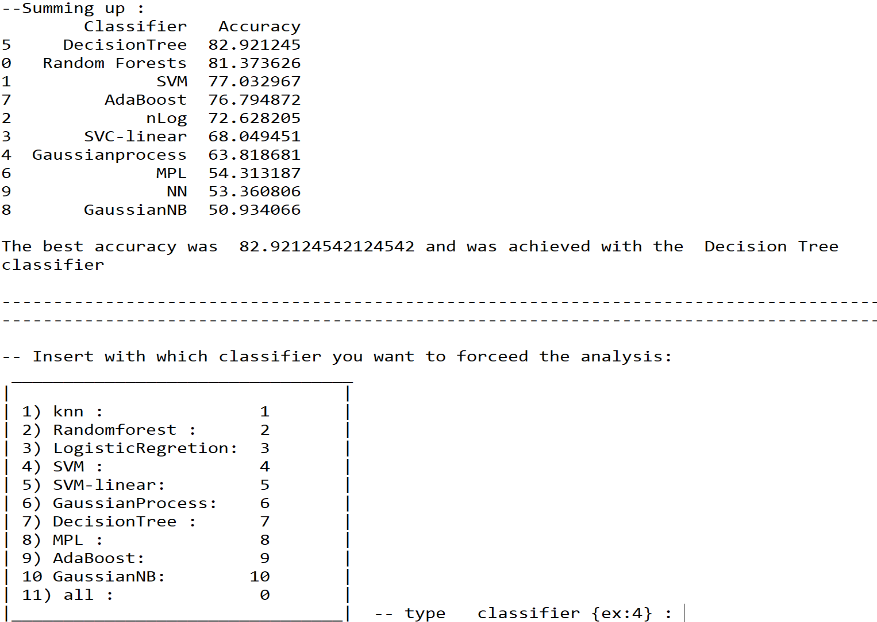 --Summing up :
Classifier Accuracy
5 DecisionTree 82.921245
0 Random Forests 81.373626
1 SVM 77.032967
7 AdaBoost 76.794872
2 nLog 72.628205
3 SVC-linear 68.049451
4 Gaussianprocess 63.818681
6 MPL 54.313187
9 NN 53.360806
8 GaussianNB 50.934066
The best accuracy was 82.92124542124542 and was achieved with the Decision Tree
classifier
--------------------------------------------------------------------------------
--------------------------------------------------------------------------------
-- Insert with which classifier you want to forceed the analysis:
| 1) knn : 1 |
| 2) Randomforest : 2 |
| 3) LogisticRegretion: 3 |
| 4) SVM : 4 |
| 5) SVM-linear: 5 |
| 6) GaussianProcess: 6 |
| 7) DecisionTree : 7 |
| 8) MPL : 8 |
| 9) AdaBoost: 9 |
| 10 GaussianNB: 10 |
| 11) all : 0 |
|________________________________| -- type classifier {ex:4} :